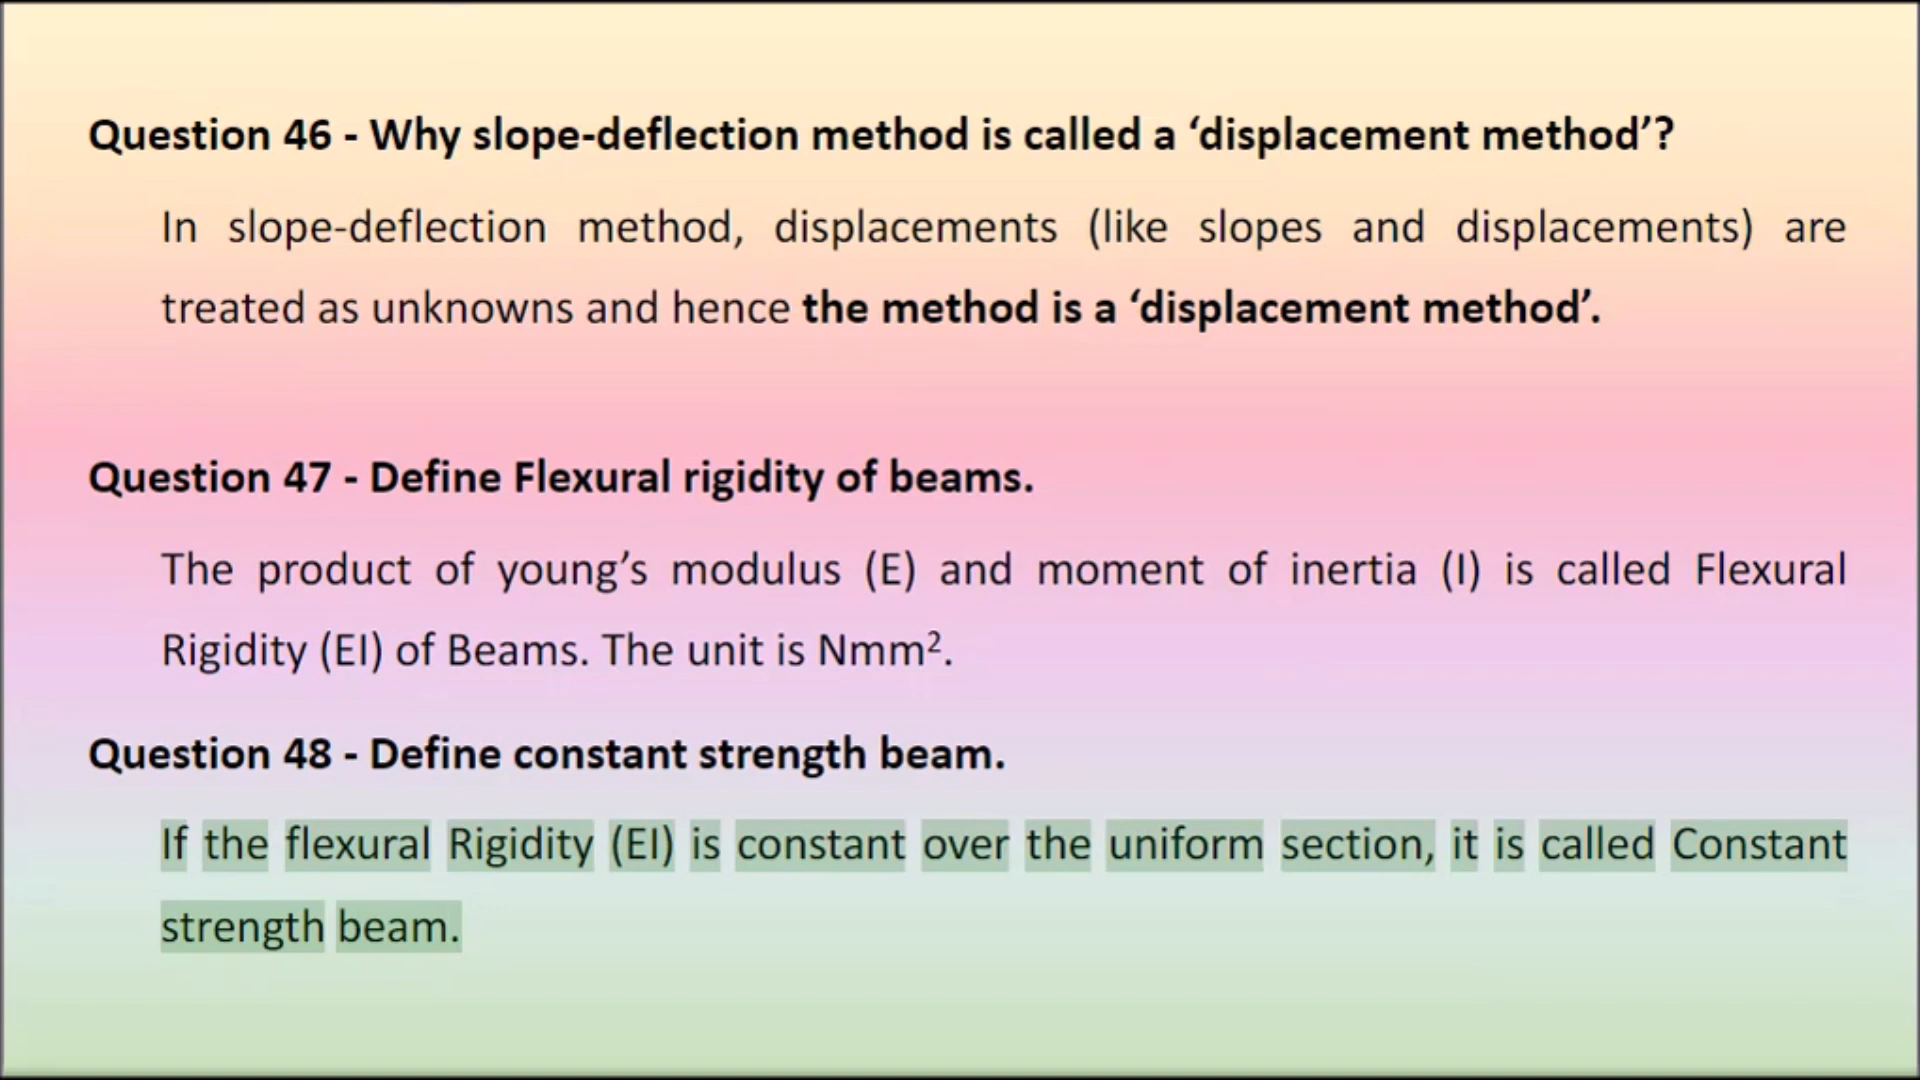 Question 46 - Why slope-deflection method is called a ‘displacement method’?
In slope-deflection method, displacements (like slopes and displacements) are
treated as unknowns and hence the method is a ‘displacement method’.
Question 47 - Define Flexural rigidity of beams.
The product of young’s modulus (E) and moment of inertia (I) is called Flexural
Rigidity (EI) of Beams. The unit is Nmm².
Question 48 - Define constant strength beam.
If the flexural Rigidity (EI) is constant over the uniform section, it is called Constant
strength beam.